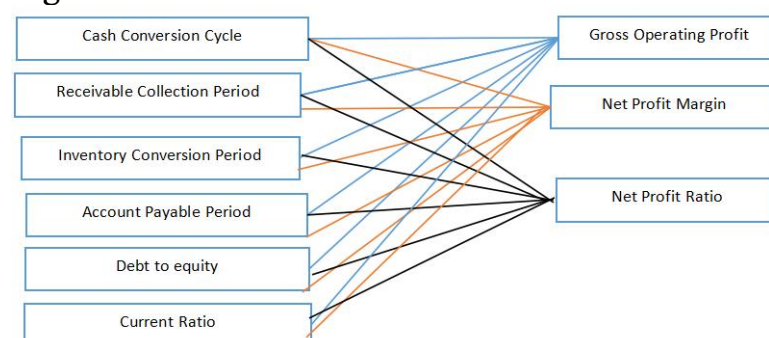 Cash Conversion Cycle
Receivable Collection Period
Inventory Conversion Period
Account Payable Period
Debt to equity
Current Ratio
Gross Operating Profit
Net Profit Margin
Net Profit Ratio